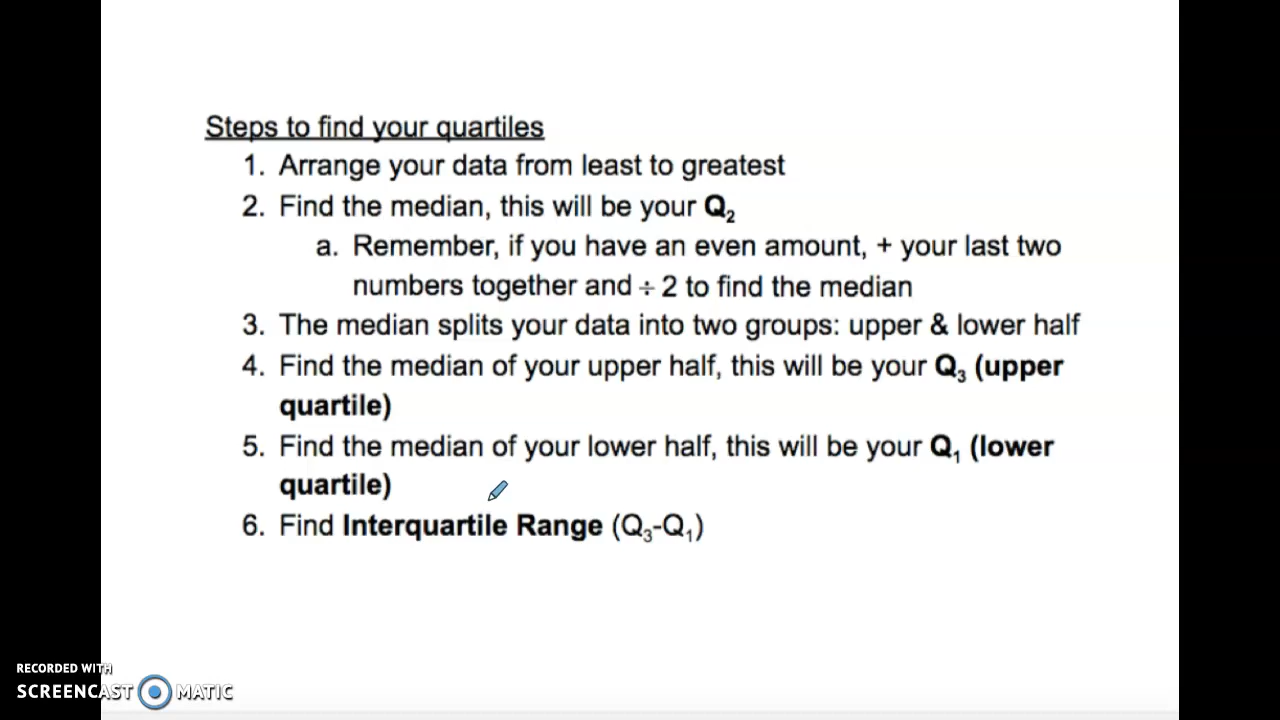 Steps to find your quartiles
1. Arrange your data from least to greatest
2. Find the median, this will be your Q₂
a. Remember, if you have an even amount, + your last two
numbers together and ÷ 2 to find the median
3. The median splits your data into two groups: upper & lower half
4. Find the median of your upper half, this will be your Q₃ (upper
quartile)
5. Find the median of your lower half, this will be your Q₁ (lower
quartile)
6. Find Interquartile Range (Q₃-Q₁)
RECORDED WITH
SCREENCAST MATIC